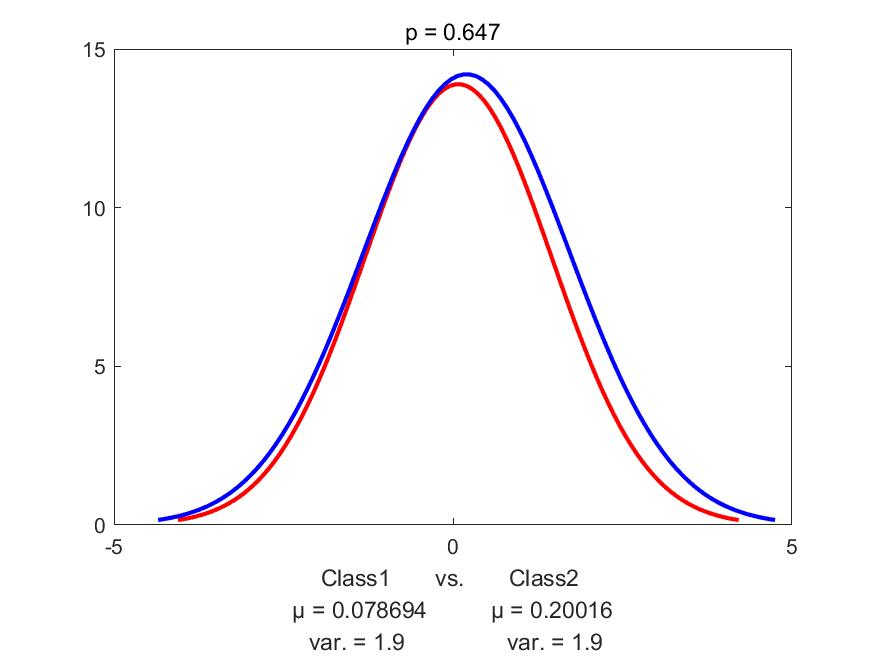 p = 0.647
15
10
5
0
-5 0 5
Class1 vs. Class2
μ = 0.078694 μ = 0.20016
var. = 1.9 var. = 1.9